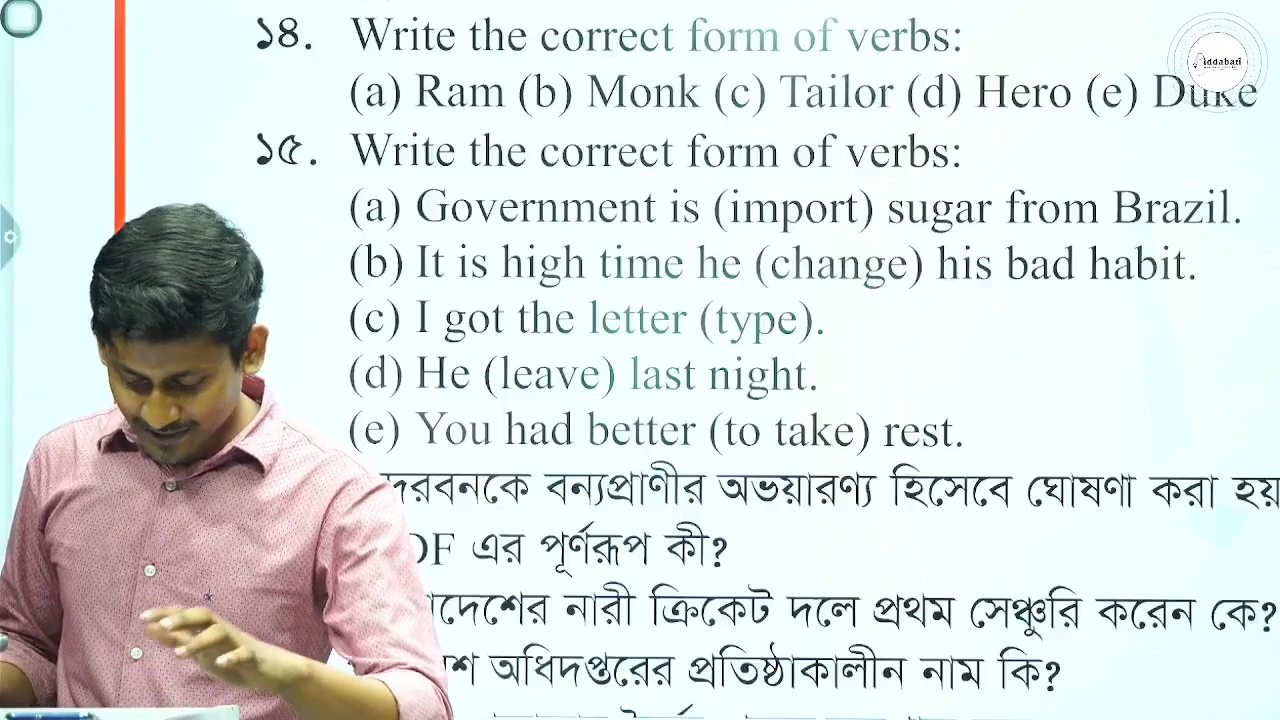 iddabari
১৪. Write the correct form of verbs:
(a) Ram (b) Monk (c) Tailor (d) Hero (e) Duke
১৫. Write the correct form of verbs:
(a) Government is (import) sugar from Brazil.
(b) It is high time he (change) his bad habit.
(c) I got the letter (type).
(d) He (leave) last night.
(e) You had better (to take) rest.
বন্যপ্রাণীর অভয়ারণ্য হিসেবে ঘোষণা করা হয়
এর পূর্ণরূপ কী?
নারী ক্রিকেট দলে প্রথম সেঞ্চুরি করেন কে?
অধিদপ্তরের প্রতিষ্ঠাকালীন নাম কি?